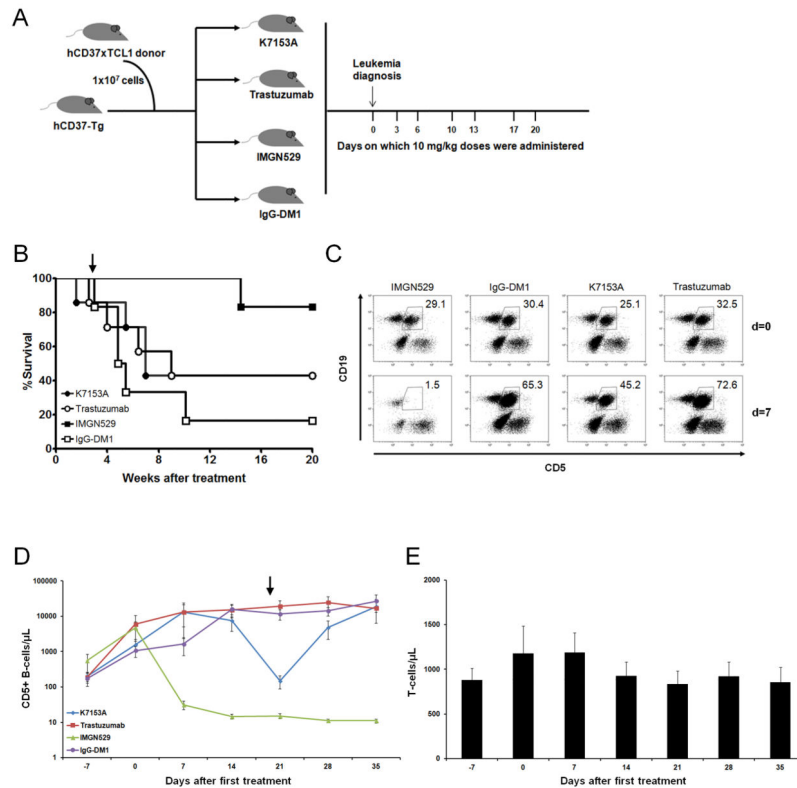 A
hCD37xTCL1 donor
1x10⁷ cells
hCD37-Tg
K7153A
Trastuzumab
IMGN529
IgG-DM1
Leukemia
diagnosis
0 3 6 10 13 17 20
Days on which 10 mg/kg doses were administered
B
% Survival
100
80
60
40
20
0
K7153A
Trastuzumab
IMGN529
IgG-DM1
0 4 8 12 16 20
Weeks after treatment
C
IMGN529 IgG-DM1 K7153A Trastuzumab
29.1 30.4 25.1 32.5
d=0
CD19
1.5 65.3 45.2 72.6
d=7
CD5
D
CD5+ B-cells/µL
100000
10000
1000
100
10
1
K7153A
Trastuzumab
IMGN529
IgG-DM1
-7 0 7 14 21 28 35
Days after first treatment
E
T-cells/µL
2000
1500
1000
500
0
-7 0 7 14 21 28 35
Days after first treatment